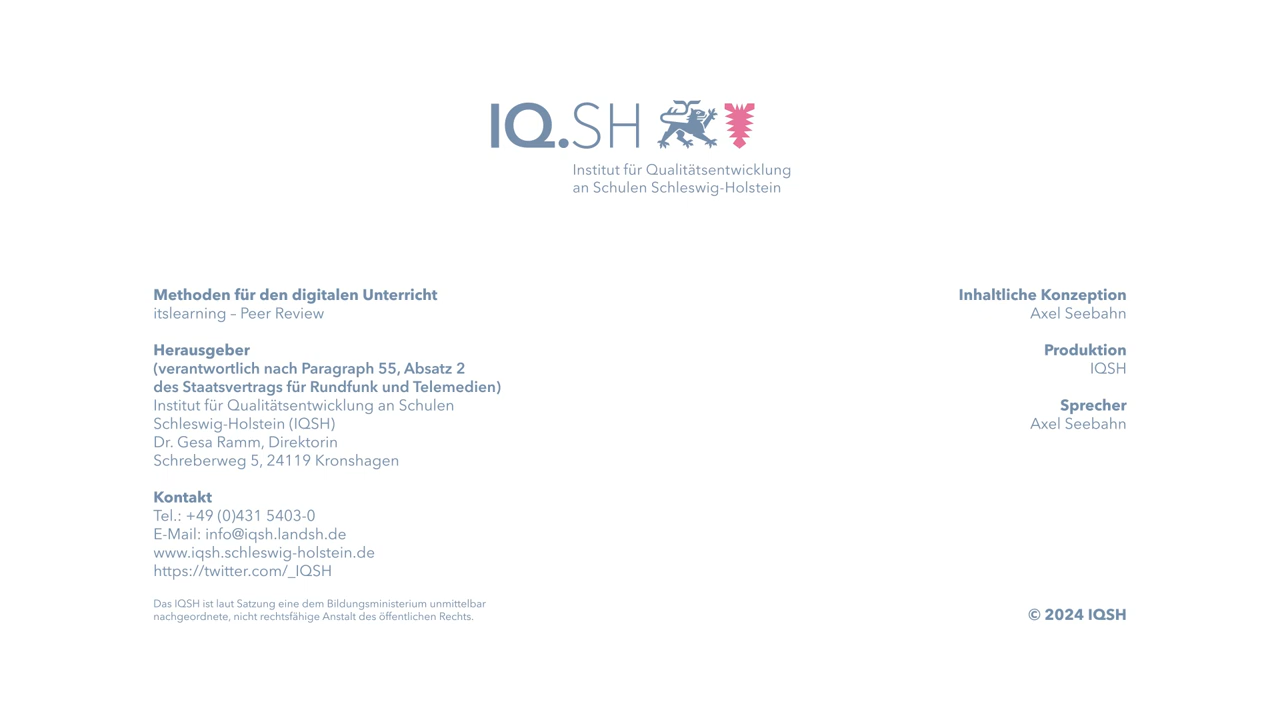 IQ.SH
Institut für Qualitätsentwicklung
an Schulen Schleswig-Holstein
Methoden für den digitalen Unterricht
itslearning – Peer Review
Herausgeber
(verantwortlich nach Paragraph 55, Absatz 2
des Staatsvertrags für Rundfunk und Telemedien)
Institut für Qualitätsentwicklung an Schulen
Schleswig-Holstein (IQSH)
Dr. Gesa Ramm, Direktorin
Schreberweg 5, 24119 Kronshagen
Kontakt
Tel.: +49 (0)431 5403-0
E-Mail: info@iqsh.landsh.de
www.iqsh.schleswig-holstein.de
https://twitter.com/_IQSH
Das IQSH ist laut Satzung eine dem Bildungsministerium unmittelbar
nachgeordnete, nicht rechtsfähige Anstalt des öffentlichen Rechts.
Inhaltliche Konzeption
Axel Seebahn
Produktion
IQSH
Sprecher
Axel Seebahn
© 2024 IQSH